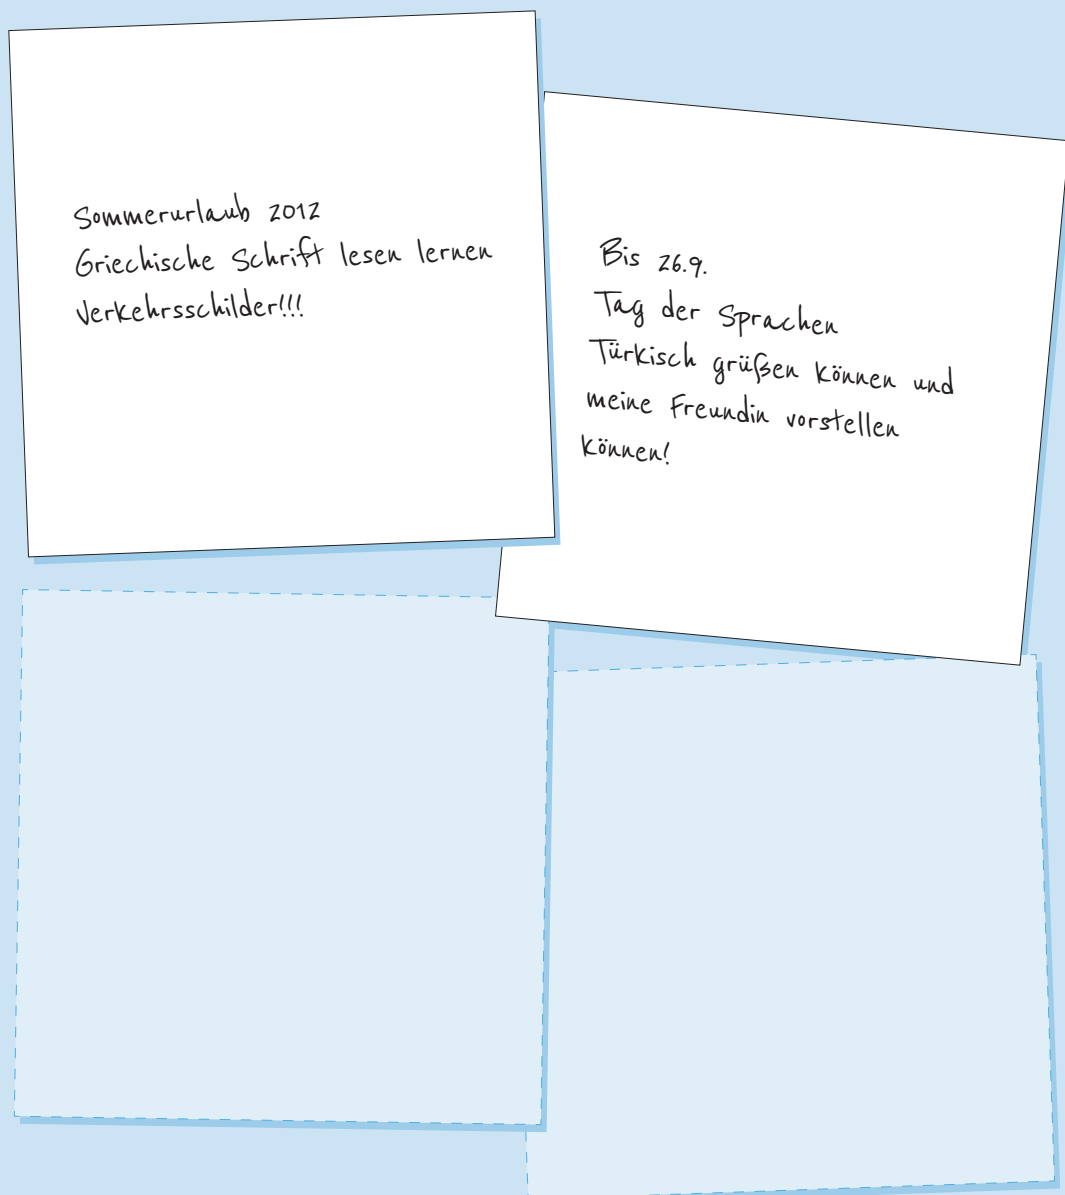 Sommerurlaub 2012
Griechische Schrift lesen lernen
Verkehrsschilder!!!
Bis 26.9.
Tag der Sprachen
Türkisch grüßen können und
meine Freundin vorstellen
können!